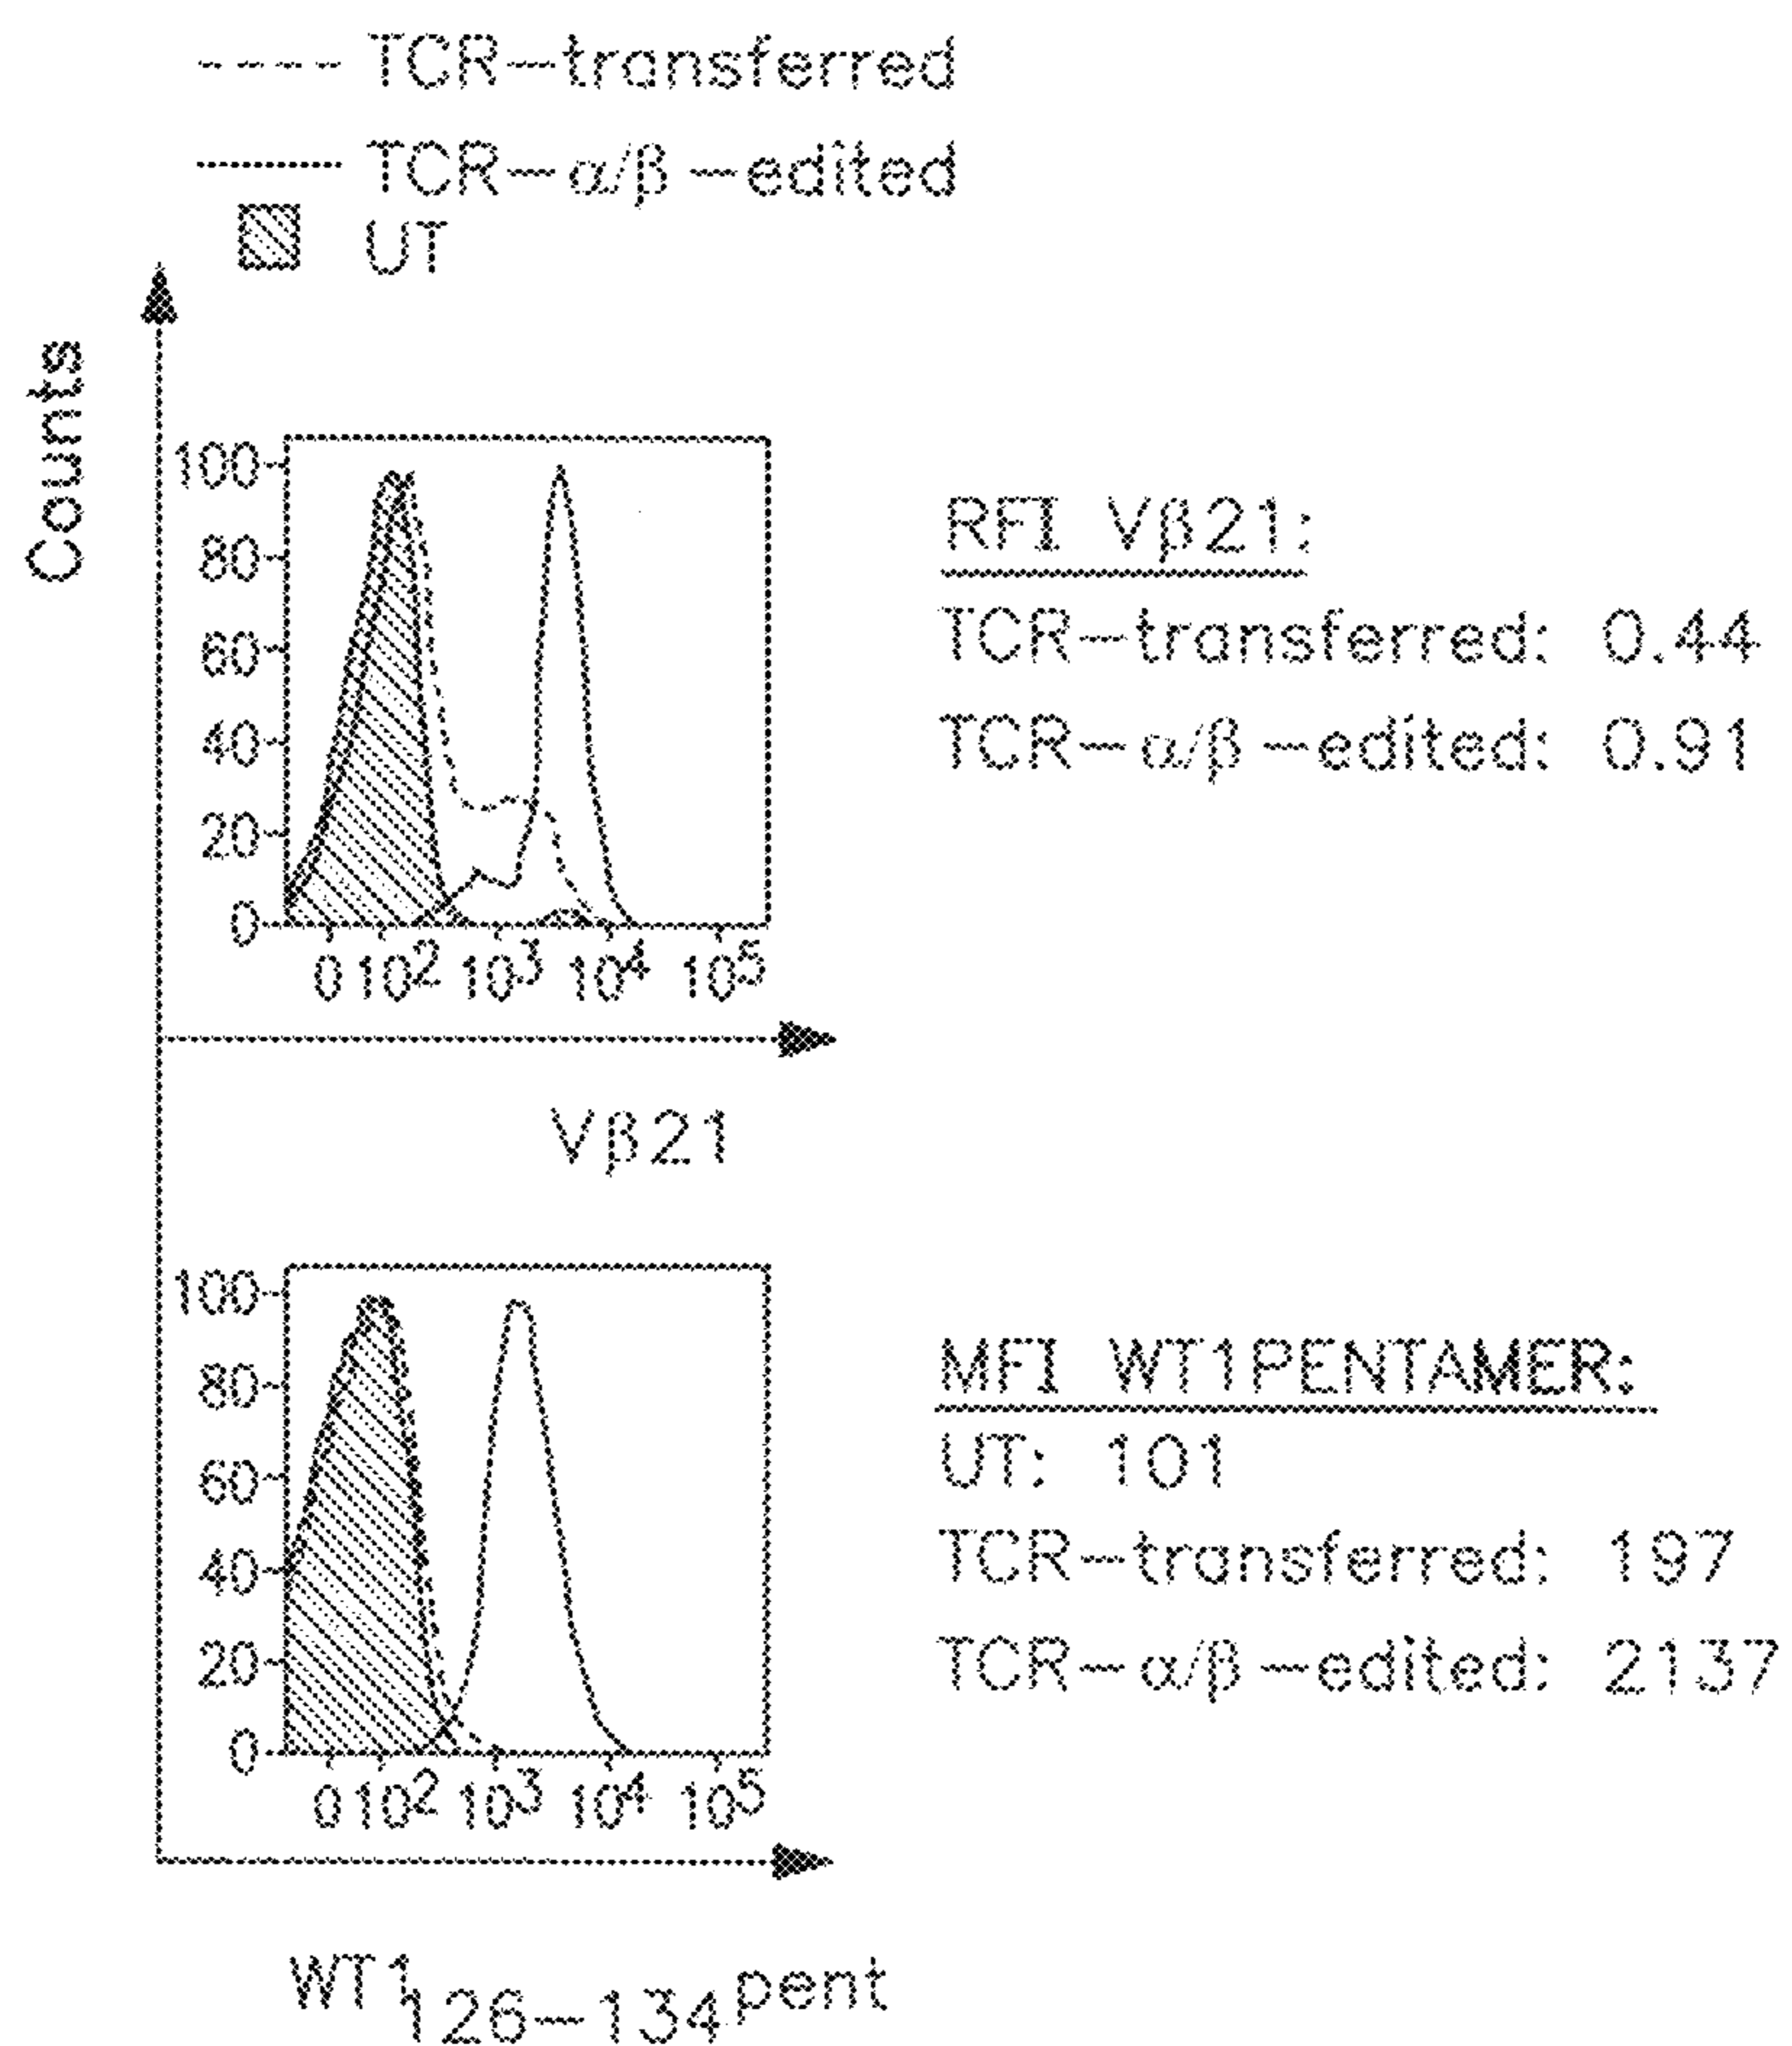 TCR–transferred
TCR–α/β–edited
UT
Counts
100
80
60
40
20
0
0 10² 10³ 10⁴ 10⁵
Vβ21
RFI Vβ21:
TCR–transferred: 0.44
TCR–α/β–edited: 0.91
100
80
60
40
20
0
0 10² 10³ 10⁴ 10⁵
WT1₁₂₆₋₁₃₄pent
MFI WT1PENTAMER:
UT: 101
TCR–transferred: 197
TCR–α/β–edited: 2137